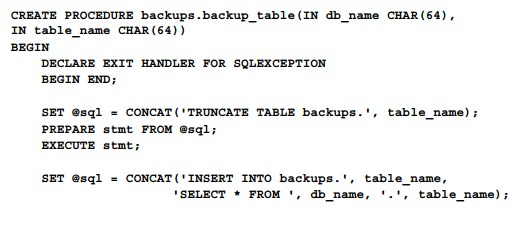 CREATE PROCEDURE backups.backup_table(IN db_name CHAR(64),
IN table_name CHAR(64))
BEGIN
    DECLARE EXIT HANDLER FOR SQLEXCEPTION
    BEGIN END;

    SET @sql = CONCAT('TRUNCATE TABLE backups.', table_name);
    PREPARE stmt FROM @sql;
    EXECUTE stmt;

    SET @sql = CONCAT('INSERT INTO backups.', table_name,
                      'SELECT * FROM ', db_name, '.', table_name);